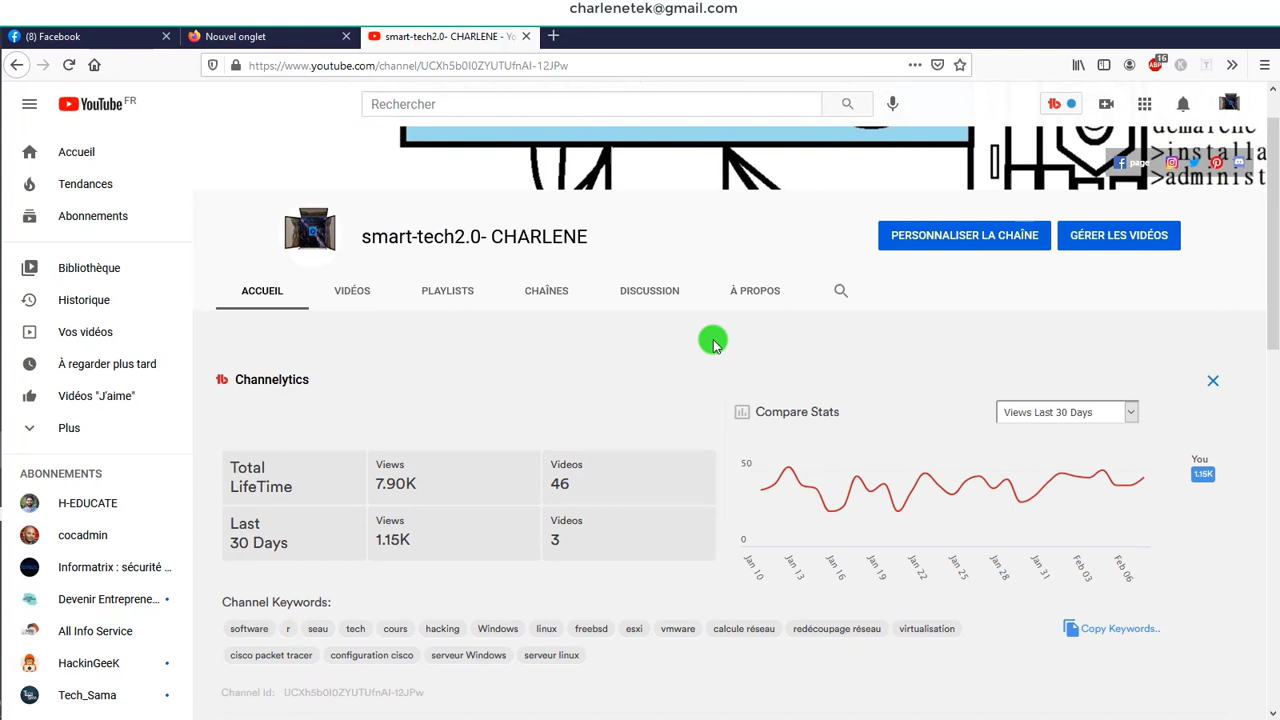 charlenetek@gmail.com
(8) Facebook
Nouvel onglet
smart-tech2.0- CHARLENE - Yo
https://www.youtube.com/channel/UCXh5b0I0ZYUTUfnAI-12JPw
ABP
16
YouTube FR
Rechercher
demarche
>installa
>administ
page
Accueil
Tendances
Abonnements
Bibliothèque
Historique
Vos vidéos
À regarder plus tard
Vidéos "J'aime"
Plus
ABONNEMENTS
H-EDUCATE
cocadmin
Informatrix : sécurité ...
Devenir Entreprene...
All Info Service
HackinGeeK
Tech_Sama
smart-tech2.0- CHARLENE
PERSONNALISER LA CHAÎNE
GÉRER LES VIDÉOS
ACCUEIL
VIDÉOS
PLAYLISTS
CHAÎNES
DISCUSSION
À PROPOS
Channelytics
Total LifeTime
Views
7.90K
Videos
46
Last 30 Days
Views
1.15K
Videos
3
Compare Stats
Views Last 30 Days
50
0
Jan 10
Jan 13
Jan 16
Jan 19
Jan 22
Jan 25
Jan 28
Jan 31
Feb 03
Feb 06
You
1.15K
Channel Keywords:
software r seau tech cours hacking Windows linux freebsd esxi vmware calcule réseau redécoupage réseau virtualisation
cisco packet tracer configuration cisco serveur Windows serveur linux
Copy Keywords..
Channel Id: UCXh5b0I0ZYUTUfnAI-12JPw